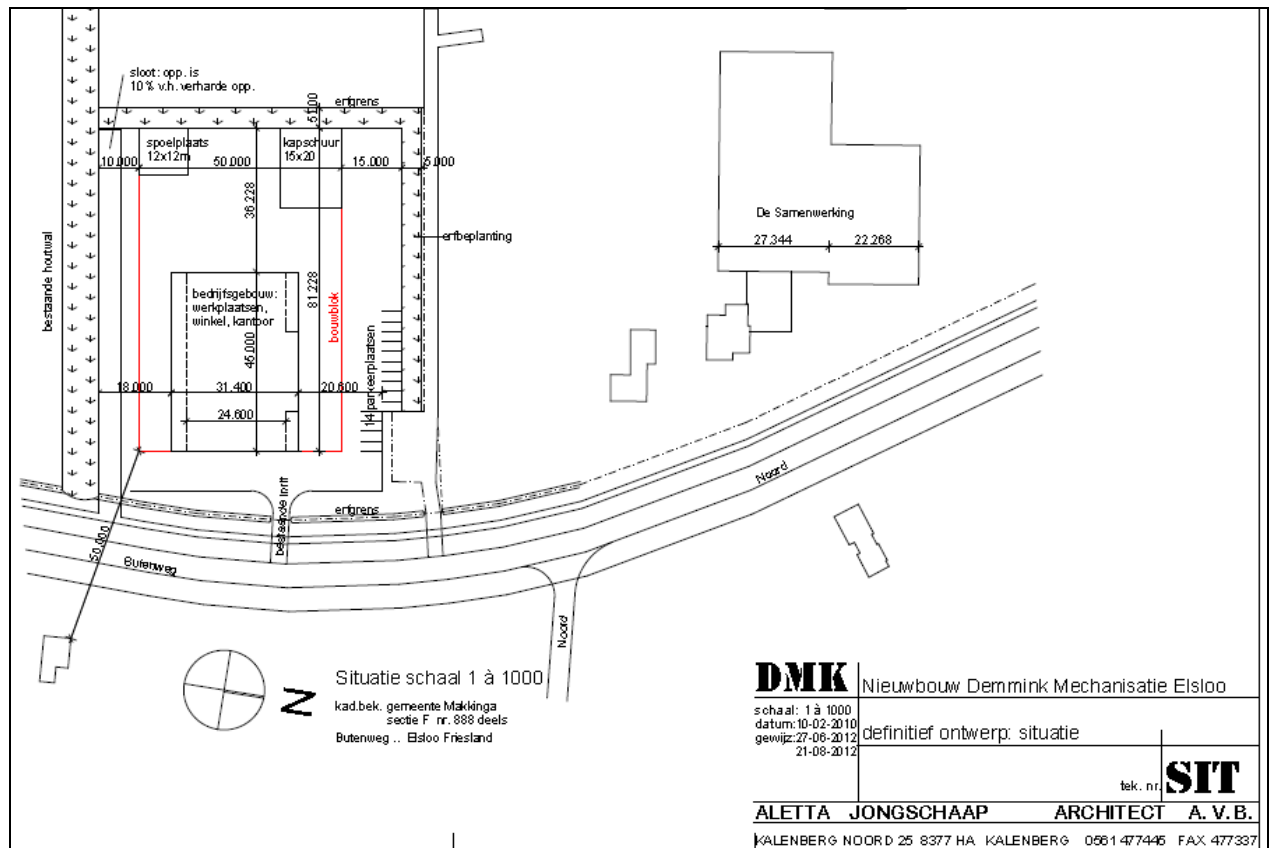 sloot: opp. is
10% v.h. verharde opp.
erfgrens
51.00
spoelplaats
12x12m
kapschuur
15x20
10.000
50.000
15.000
5.000
36.228
erfbeplanting
bestaande houtwal
bedrijfsgebouw:
werkplaatsen,
winkel, kantoor
81.228
bouwblok
45.000
14 parkeerplaatsen
18.000
31.400
20.600
24.600
De Samenwerking
27.344
22.268
bestaande inrit
erfgrens
50.000
Butenweg
Noord
Noord
N
Situatie schaal 1 à 1000
kad.bek. gemeente Makkinga
sectie F nr. 888 deels
Butenweg .. Elsloo Friesland
DMK
Nieuwbouw Demmink Mechanisatie Elsloo
schaal: 1 à 1000
datum:10-02-2010
gewijz:27-06-2012
21-08-2012
definitief ontwerp: situatie
tek. nr.
SIT
ALETTA JONGSCHAAP ARCHITECT A.V.B.
KALENBERG NOORD 25 8377 HA KALENBERG 0561 477445 FAX 477337